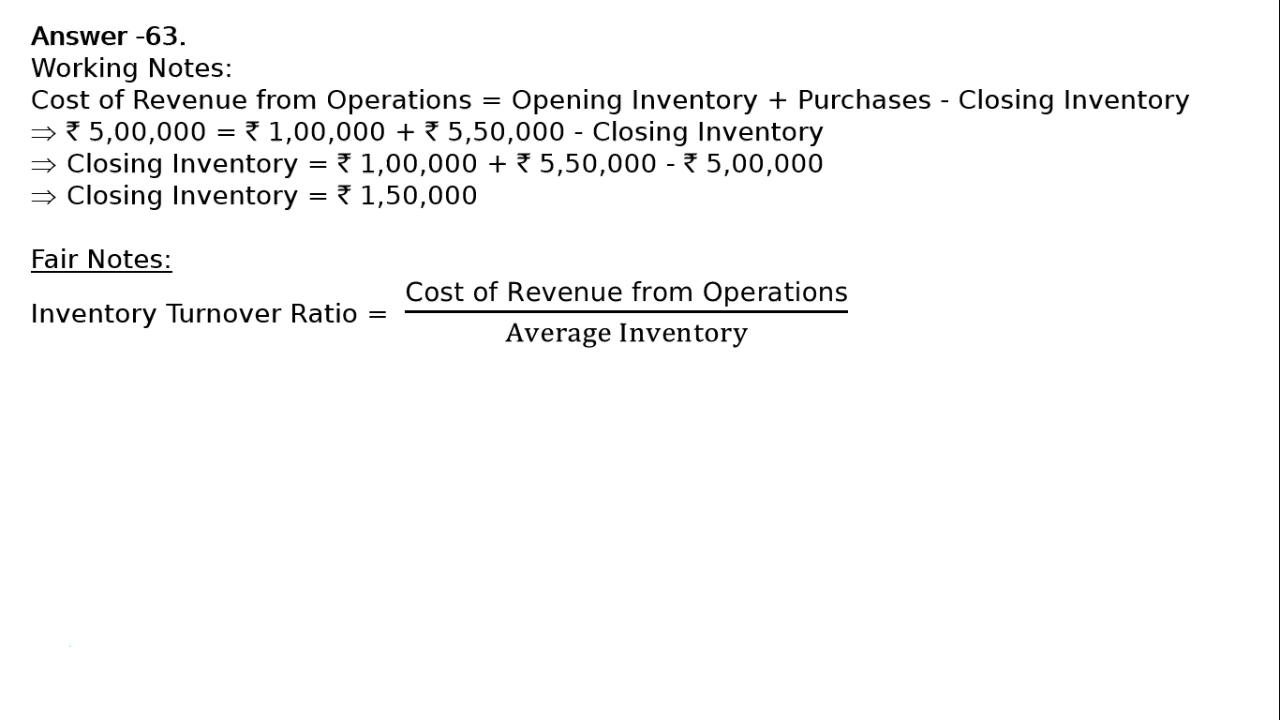 Answer -63.
Working Notes:
Cost of Revenue from Operations = Opening Inventory + Purchases - Closing Inventory
⇒ ₹ 5,00,000 = ₹ 1,00,000 + ₹ 5,50,000 - Closing Inventory
⇒ Closing Inventory = ₹ 1,00,000 + ₹ 5,50,000 - ₹ 5,00,000
⇒ Closing Inventory = ₹ 1,50,000
Fair Notes:
Cost of Revenue from Operations
Inventory Turnover Ratio =
Average Inventory